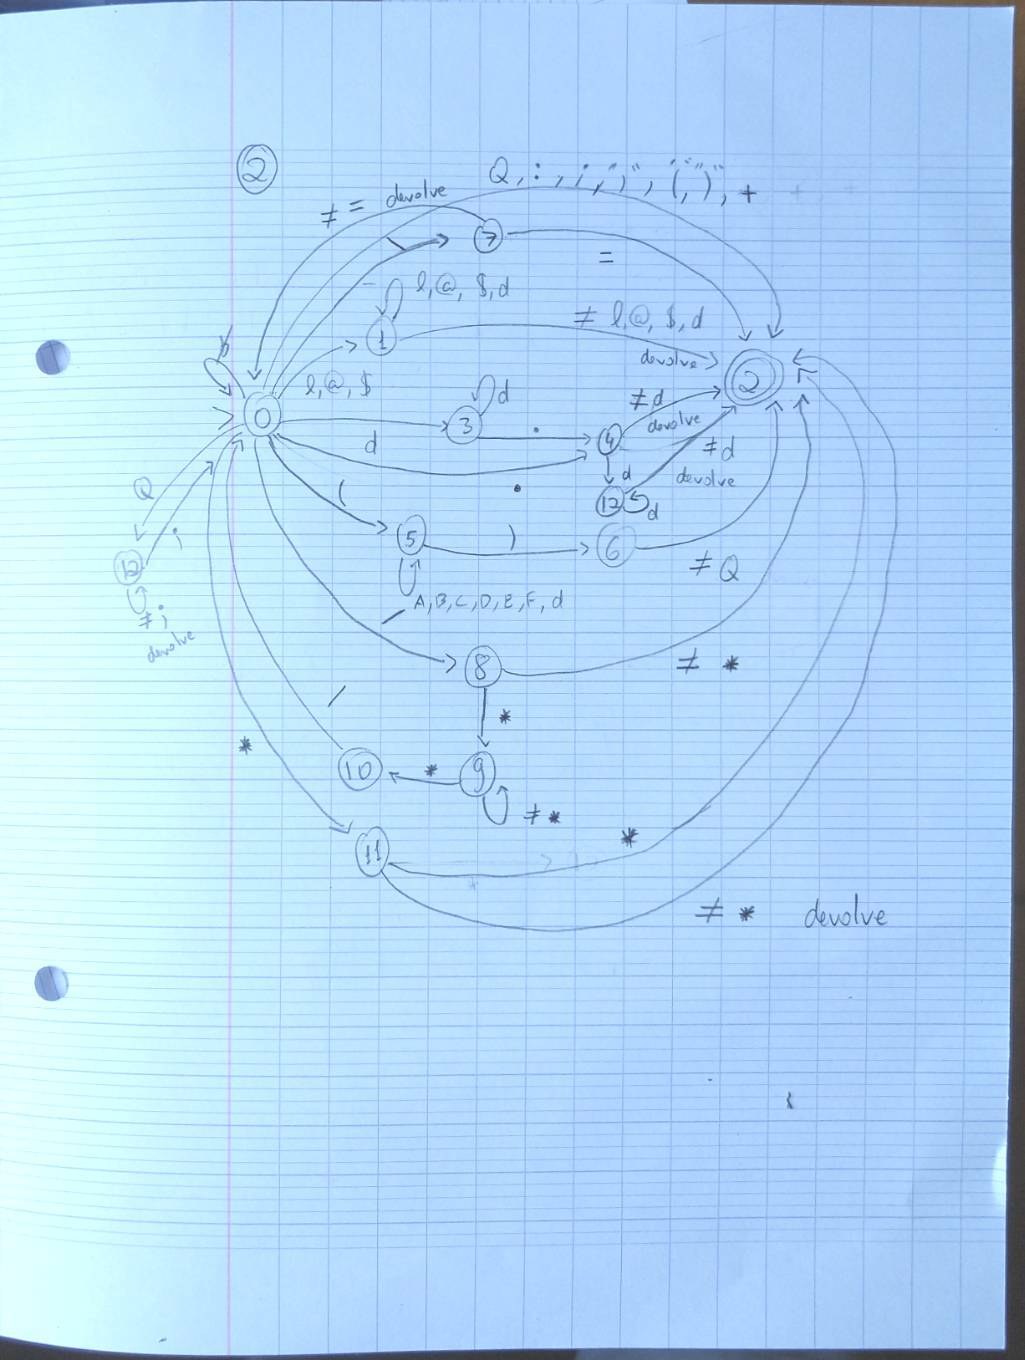 2
Q, : , ; , ")" , "(", ")" , +
≠ = devolve
\
7
=
l, @, $, d
1
≠ l, @, $, d
devolve
2
b
l, @, $
0
3
d
.
4
≠ d
devolve
d
.
d
≠ d
devolve
12
d
Q
(
5
)
6
≠ Q
;
12
≠ ;
devolve
A, B, C, D, E, F, d
/
8
≠ *
*
/
*
10
*
9
≠ *
11
*
≠ * devolve